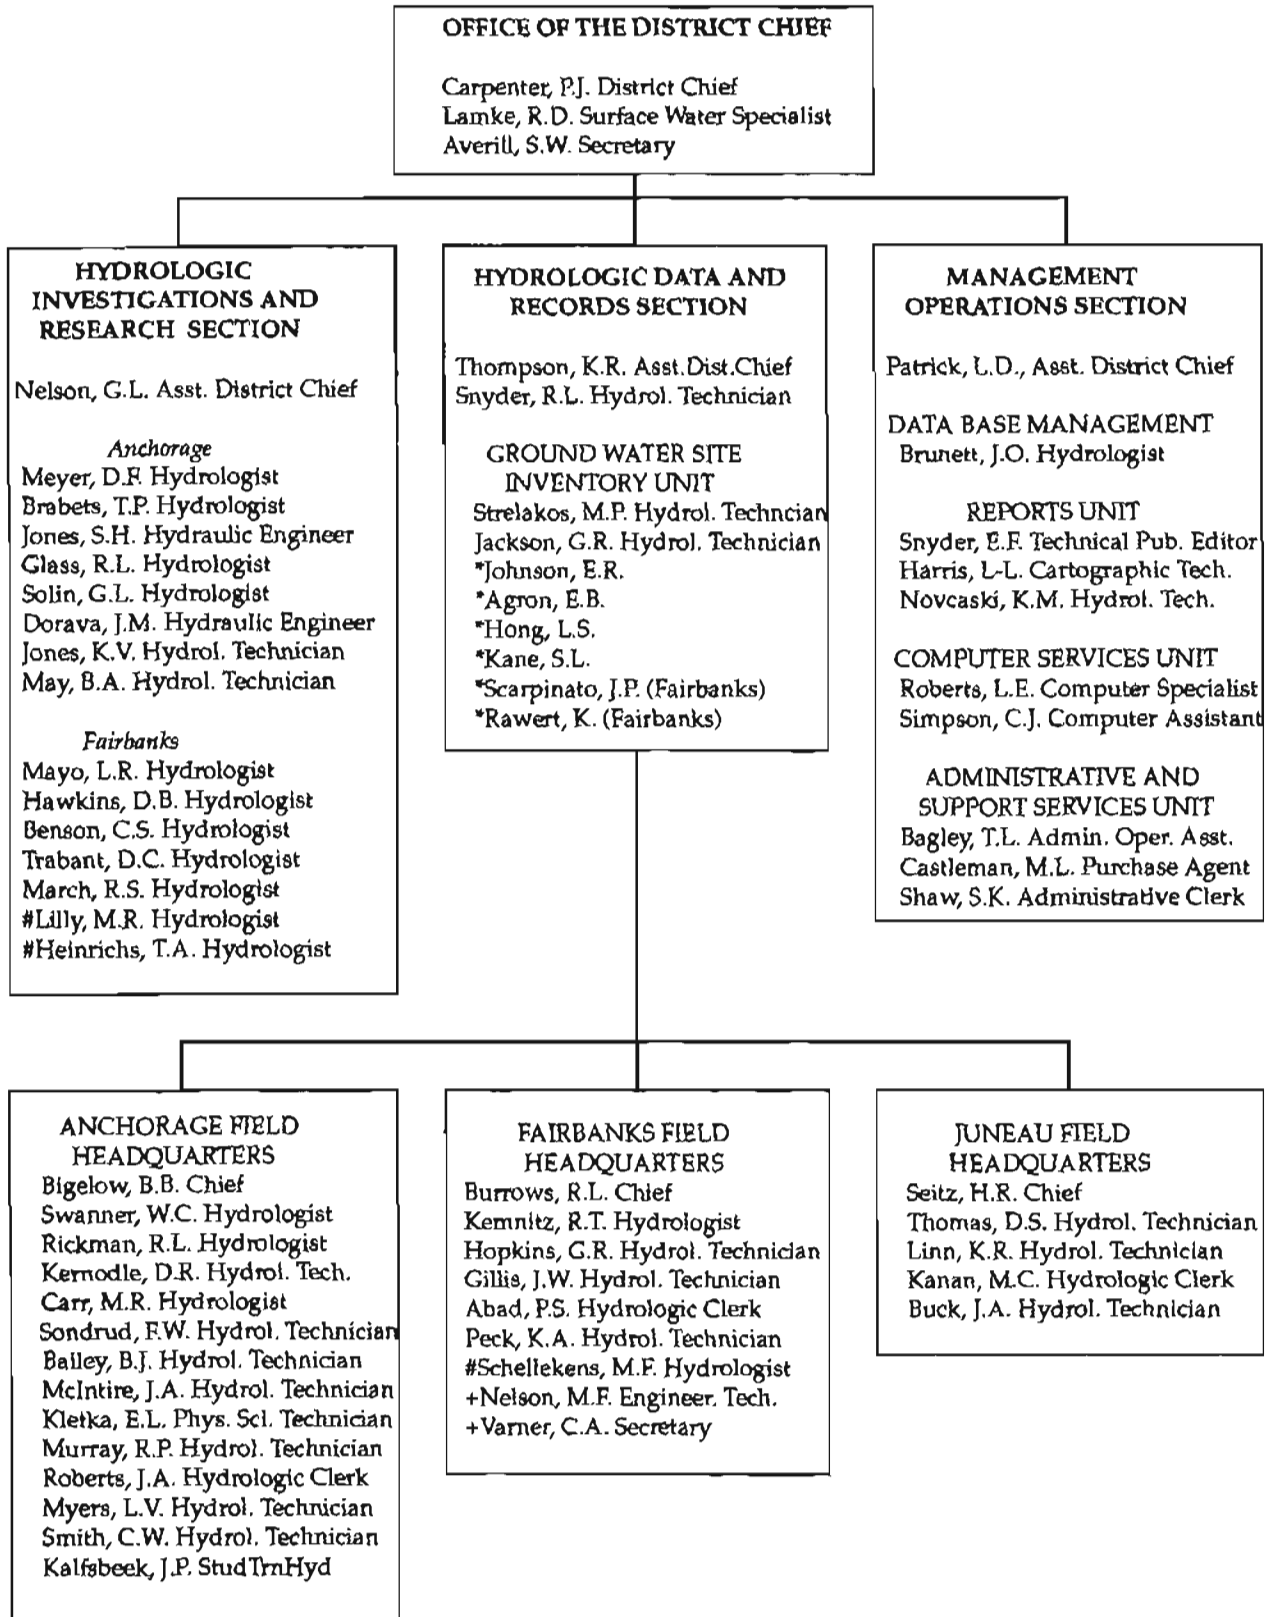 OFFICE OF THE DISTRICT CHIEF
Carpenter, P.J. District Chief
Lamke, R.D. Surface Water Specialist
Averill, S.W. Secretary
HYDROLOGIC
INVESTIGATIONS AND
RESEARCH SECTION
Nelson, G.L. Asst. District Chief
Anchorage
Meyer, D.F. Hydrologist
Brabets, T.P. Hydrologist
Jones, S.H. Hydraulic Engineer
Glass, R.L. Hydrologist
Solin, G.L. Hydrologist
Dorava, J.M. Hydraulic Engineer
Jones, K.V. Hydrol. Technician
May, B.A. Hydrol. Technician
Fairbanks
Mayo, L.R. Hydrologist
Hawkins, D.B. Hydrologist
Benson, C.S. Hydrologist
Trabant, D.C. Hydrologist
March, R.S. Hydrologist
#Lilly, M.R. Hydrologist
#Heinrichs, T.A. Hydrologist
HYDROLOGIC DATA AND
RECORDS SECTION
Thompson, K.R. Asst.Dist.Chief
Snyder, R.L. Hydrol. Technician
GROUND WATER SITE
INVENTORY UNIT
Strelakos, M.P. Hydrol. Techncian
Jackson, G.R. Hydrol. Technician
*Johnson, E.R.
*Agron, E.B.
*Hong, L.S.
*Kane, S.L.
*Scarpinato, J.P. (Fairbanks)
*Rawert, K. (Fairbanks)
MANAGEMENT
OPERATIONS SECTION
Patrick, L.D., Asst. District Chief
DATA BASE MANAGEMENT
Brunett, J.O. Hydrologist
REPORTS UNIT
Snyder, E.F. Technical Pub. Editor
Harris, L-L. Cartographic Tech.
Novcaski, K.M. Hydrol. Tech.
COMPUTER SERVICES UNIT
Roberts, L.E. Computer Specialist
Simpson, C.J. Computer Assistant
ADMINISTRATIVE AND
SUPPORT SERVICES UNIT
Bagley, T.L. Admin. Oper. Asst.
Castleman, M.L. Purchase Agent
Shaw, S.K. Administrative Clerk
ANCHORAGE FIELD
HEADQUARTERS
Bigelow, B.B. Chief
Swanner, W.C. Hydrologist
Rickman, R.L. Hydrologist
Kernodle, D.R. Hydrol. Tech.
Carr, M.R. Hydrologist
Sondrud, F.W. Hydrol. Technician
Bailey, B.J. Hydrol. Technician
McIntire, J.A. Hydrol. Technician
Kletka, E.L. Phys. Sci. Technician
Murray, R.P. Hydrol. Technician
Roberts, J.A. Hydrologic Clerk
Myers, L.V. Hydrol. Technician
Smith, C.W. Hydrol. Technician
Kalfsbeek, J.P. StudTrnHyd
FAIRBANKS FIELD
HEADQUARTERS
Burrows, R.L. Chief
Kemnitz, R.T. Hydrologist
Hopkins, G.R. Hydrol. Technician
Gillis, J.W. Hydrol. Technician
Abad, P.S. Hydrologic Clerk
Peck, K.A. Hydrol. Technician
#Schellekens, M.F. Hydrologist
+Nelson, M.F. Engineer. Tech.
+Varner, C.A. Secretary
JUNEAU FIELD
HEADQUARTERS
Seitz, H.R. Chief
Thomas, D.S. Hydrol. Technician
Linn, K.R. Hydrol. Technician
Kanan, M.C. Hydrologic Clerk
Buck, J.A. Hydrol. Technician